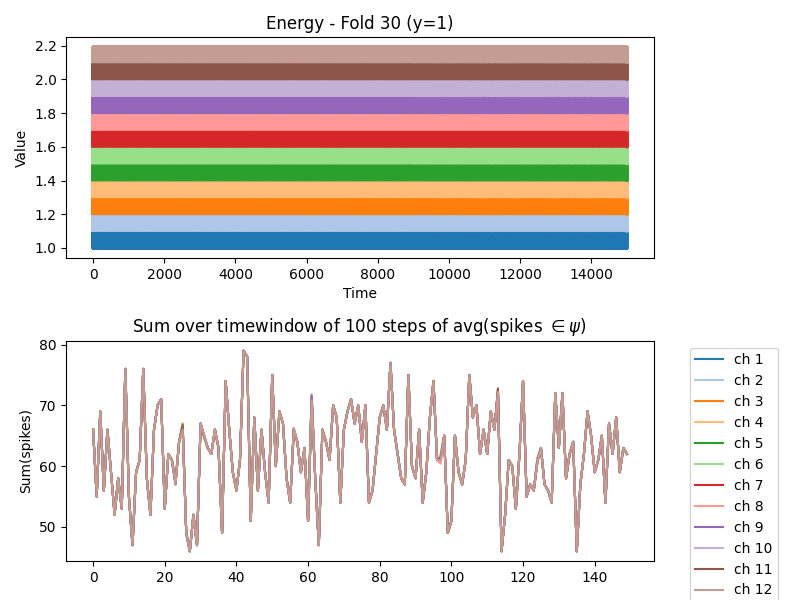 Energy - Fold 30 (y=1)
2.2
2.0
1.8
1.6
1.4
1.2
1.0
Value
0 2000 4000 6000 8000 10000 12000 14000
Time
Sum over timewindow of 100 steps of avg(spikes ∈ψ)
80
70
60
50
Sum(spikes)
0 20 40 60 80 100 120 140
ch 1
ch 2
ch 3
ch 4
ch 5
ch 6
ch 7
ch 8
ch 9
ch 10
ch 11
ch 12